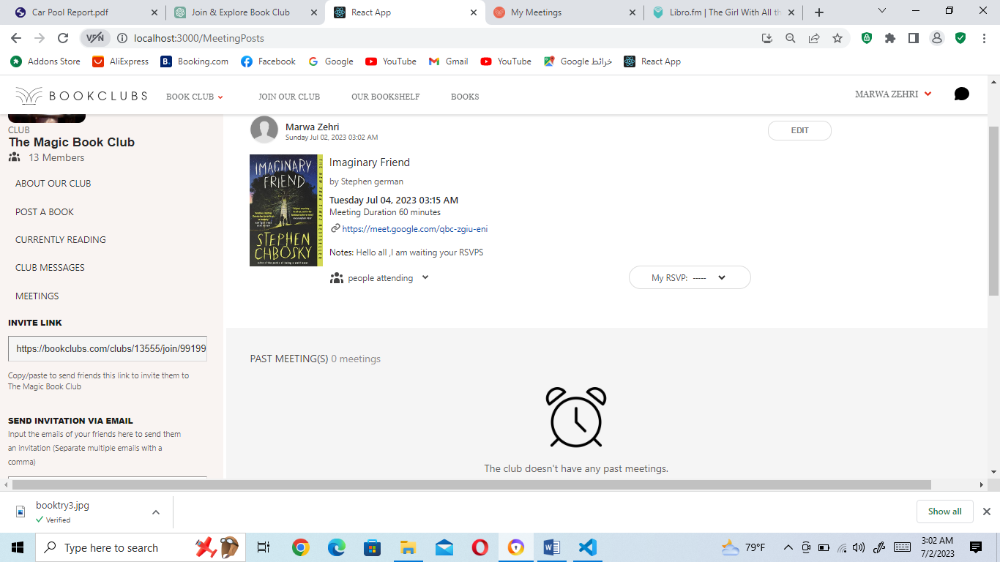 Car Pool Report.pdf
Join & Explore Book Club
React App
My Meetings
Libro.fm | The Girl With All th
VPN
localhost:3000/MeetingPosts
Addons Store
AliExpress
Booking.com
Facebook
Google
YouTube
Gmail
YouTube
Google خرائط
React App
BOOKCLUBS
BOOK CLUB
JOIN OUR CLUB
OUR BOOKSHELF
BOOKS
MARWA ZEHRI
CLUB
The Magic Book Club
13 Members
ABOUT OUR CLUB
POST A BOOK
CURRENTLY READING
CLUB MESSAGES
MEETINGS
INVITE LINK
https://bookclubs.com/clubs/13555/join/99199
Copy/paste to send friends this link to invite them to
The Magic Book Club
SEND INVITATION VIA EMAIL
Input the emails of your friends here to send them
an invitation (Separate multiple emails with a
comma)
Marwa Zehri
Sunday Jul 02, 2023 03:02 AM
EDIT
IMAGINARY
FRIEND
STEPHEN
CHBOSKY
THE NEW YORK TIMES BESTSELLER
Imaginary Friend
by Stephen german
Tuesday Jul 04, 2023 03:15 AM
Meeting Duration 60 minutes
https://meet.google.com/qbc-zgiu-eni
Notes: Hello all ,I am waiting your RSVPS
people attending
My RSVP: -----
PAST MEETING(S) 0 meetings
The club doesn't have any past meetings.
booktry3.jpg
Verified
Show all
Type here to search
79°F
3:02 AM
7/2/2023